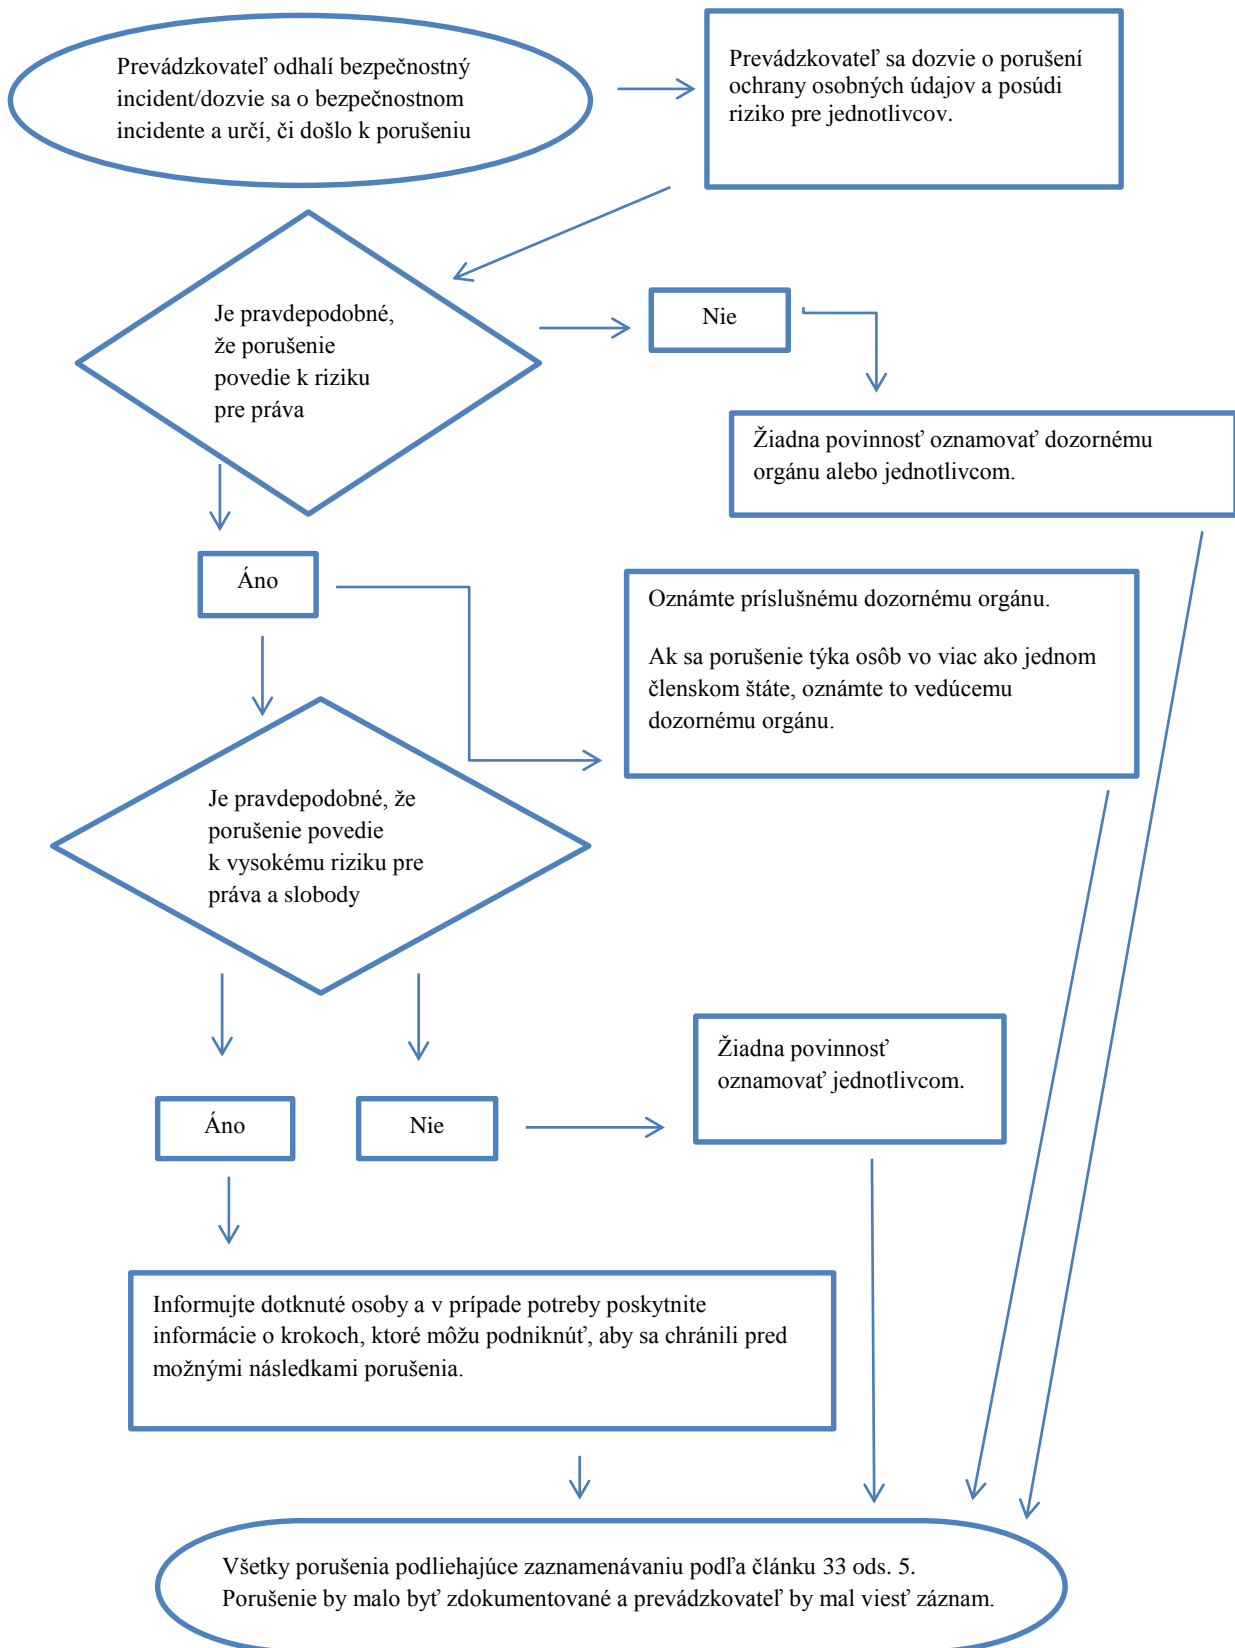 Prevádzkovateľ odhalí bezpečnostný
incident/dozvie sa o bezpečnostnom
incidente a určí, či došlo k porušeniu
Prevádzkovateľ sa dozvie o porušení
ochrany osobných údajov a posúdi
riziko pre jednotlivcov.
Je pravdepodobné,
že porušenie
povedie k riziku
pre práva
Nie
Žiadna povinnosť oznamovať dozornému
orgánu alebo jednotlivcom.
Áno
Oznámte príslušnému dozornému orgánu.
Ak sa porušenie týka osôb vo viac ako jednom
členskom štáte, oznámte to vedúcemu
dozornému orgánu.
Je pravdepodobné, že
porušenie povedie
k vysokému riziku pre
práva a slobody
Žiadna povinnosť
oznamovať jednotlivcom.
Áno
Nie
Informujte dotknuté osoby a v prípade potreby poskytnite
informácie o krokoch, ktoré môžu podniknúť, aby sa chránili pred
možnými následkami porušenia.
Všetky porušenia podliehajúce zaznamenávaniu podľa článku 33 ods. 5.
Porušenie by malo byť zdokumentované a prevádzkovateľ by mal viesť záznam.